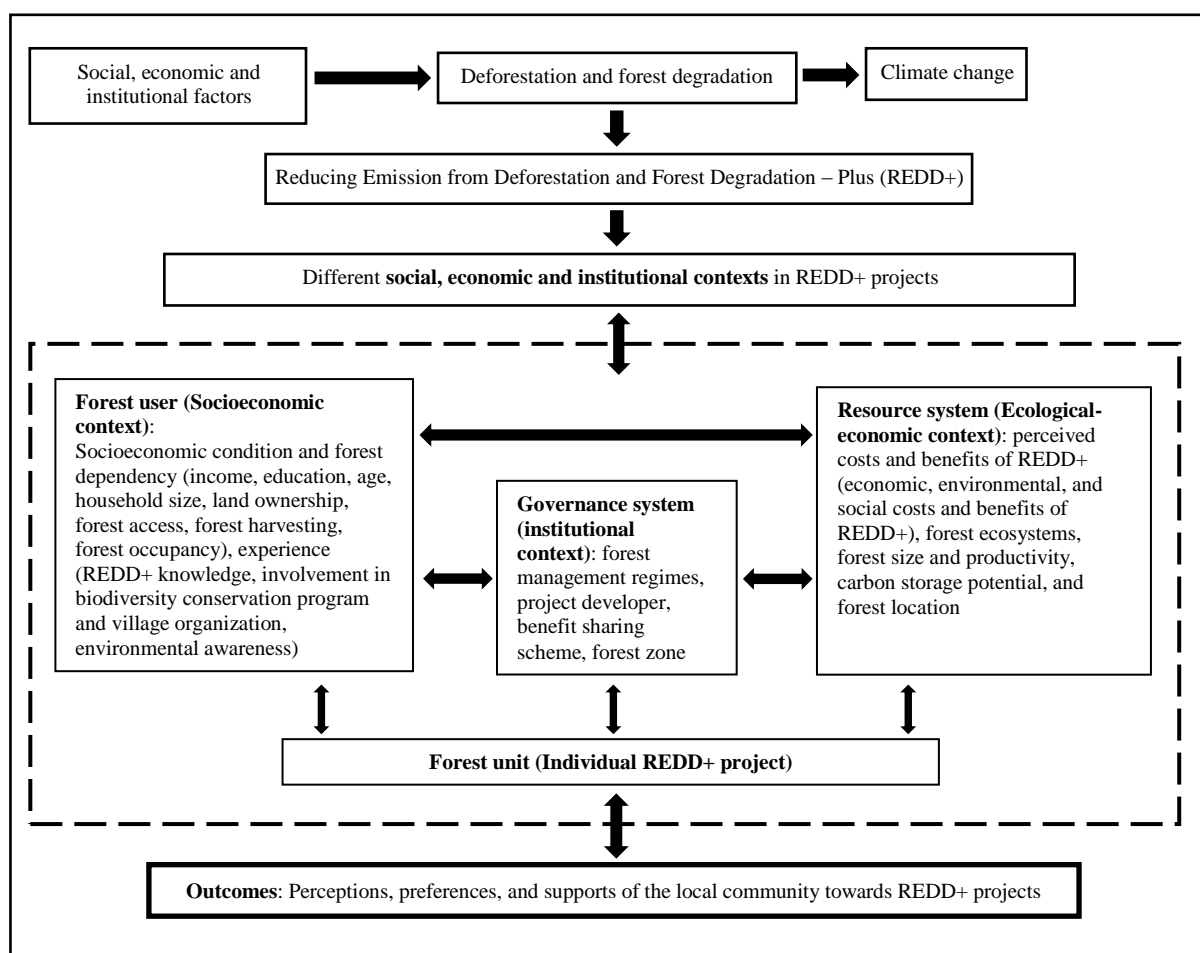 Social, economic and
institutional factors
Deforestation and forest degradation
Climate change
Reducing Emission from Deforestation and Forest Degradation – Plus (REDD+)
Different social, economic and institutional contexts in REDD+ projects
Forest user (Socioeconomic
context):
Socioeconomic condition and forest
dependency (income, education, age,
household size, land ownership,
forest access, forest harvesting,
forest occupancy), experience
(REDD+ knowledge, involvement in
biodiversity conservation program
and village organization,
environmental awareness)
Governance system
(institutional
context): forest
management regimes,
project developer,
benefit sharing
scheme, forest zone
Resource system (Ecological-
economic context): perceived
costs and benefits of REDD+
(economic, environmental, and
social costs and benefits of
REDD+), forest ecosystems,
forest size and productivity,
carbon storage potential, and
forest location
Forest unit (Individual REDD+ project)
Outcomes: Perceptions, preferences, and supports of the local community towards REDD+ projects